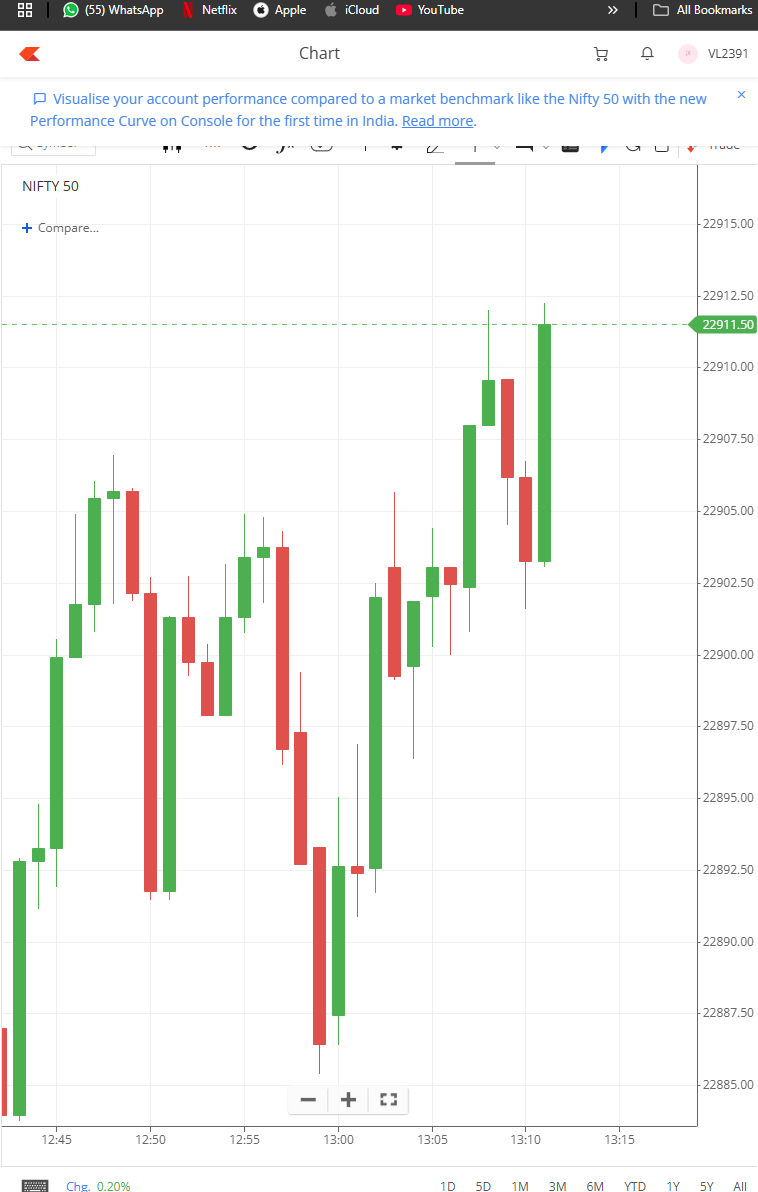 (55) WhatsApp Netflix Apple iCloud YouTube » All Bookmarks
Chart VL2391
Visualise your account performance compared to a market benchmark like the Nifty 50 with the new
Performance Curve on Console for the first time in India. Read more.
NIFTY 50
+ Compare...
22915.00
22912.50
22911.50
22910.00
22907.50
22905.00
22902.50
22900.00
22897.50
22895.00
22892.50
22890.00
22887.50
22885.00
12:45 12:50 12:55 13:00 13:05 13:10 13:15
Chg. 0.20% 1D 5D 1M 3M 6M YTD 1Y 5Y All